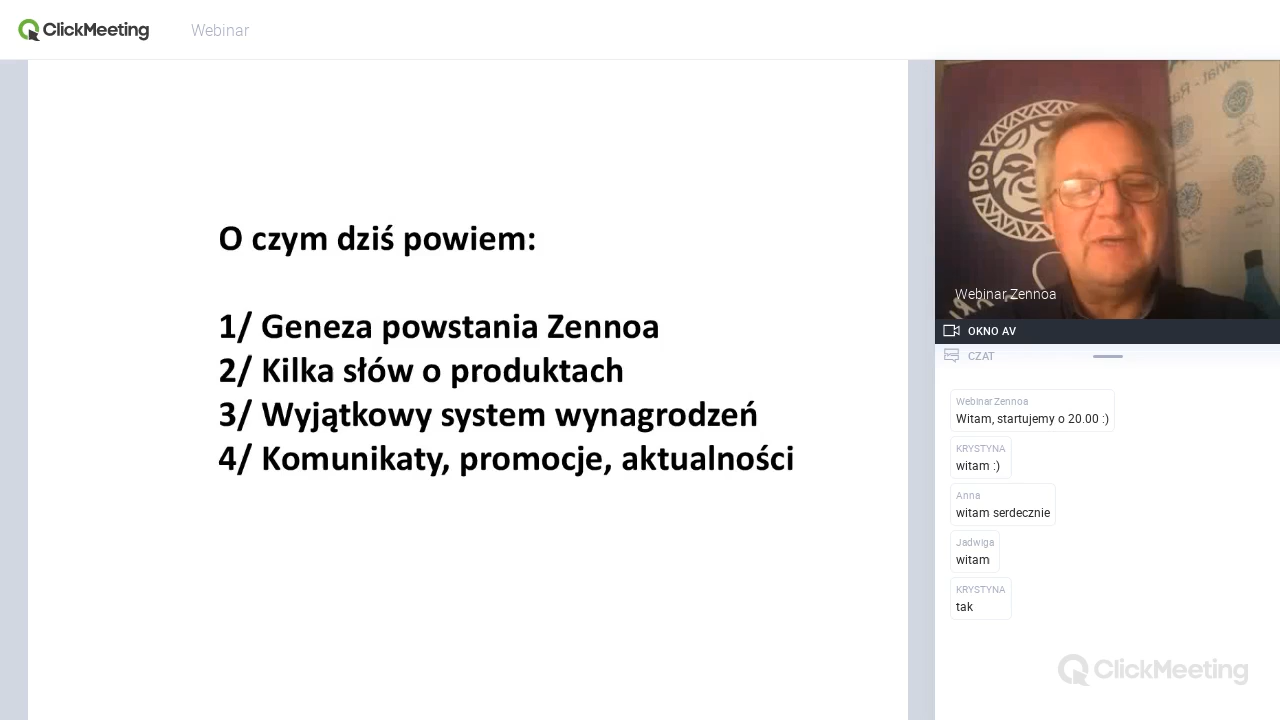 ClickMeeting
Webinar
O czym dziś powiem:
1/ Geneza powstania Zennoa
2/ Kilka słów o produktach
3/ Wyjątkowy system wynagrodzeń
4/ Komunikaty, promocje, aktualności
Webinar Zennoa
OKNO AV
CZAT
Webinar Zennoa
Witam, startujemy o 20.00 :)
KRYSTYNA
witam :)
Anna
witam serdecznie
Jadwiga
witam
KRYSTYNA
tak
ClickMeeting